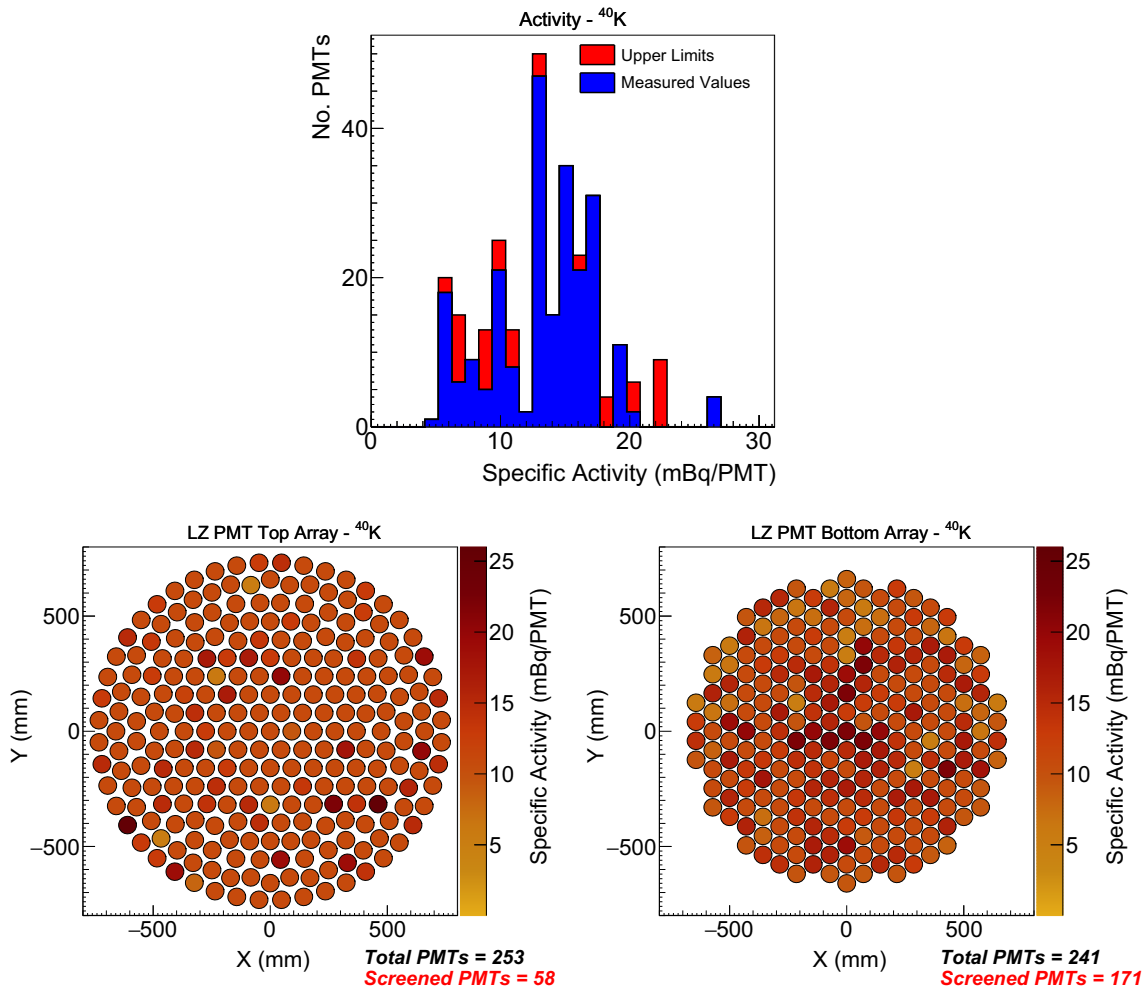 Activity - ⁴⁰K
No. PMTs
Upper Limits
Measured Values
40
20
0
0 10 20 30
Specific Activity (mBq/PMT)
LZ PMT Top Array - ⁴⁰K
Y (mm)
500
0
−500
−500 0 500
X (mm)
25
20
15
10
5
Specific Activity (mBq/PMT)
Total PMTs = 253
Screened PMTs = 58
LZ PMT Bottom Array - ⁴⁰K
Y (mm)
500
0
−500
−500 0 500
X (mm)
25
20
15
10
5
Specific Activity (mBq/PMT)
Total PMTs = 241
Screened PMTs = 171